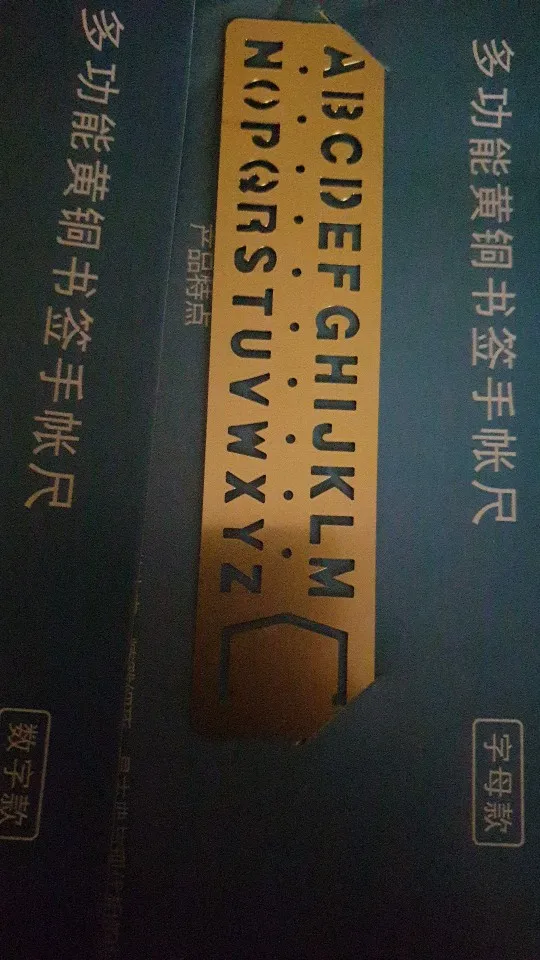 多功能黄铜书签手帐尺
字母款
ABCDEFGHIJKLM
NOPQRSTUVWXYZ
产品特点
多功能黄铜书签手帐尺
数字款